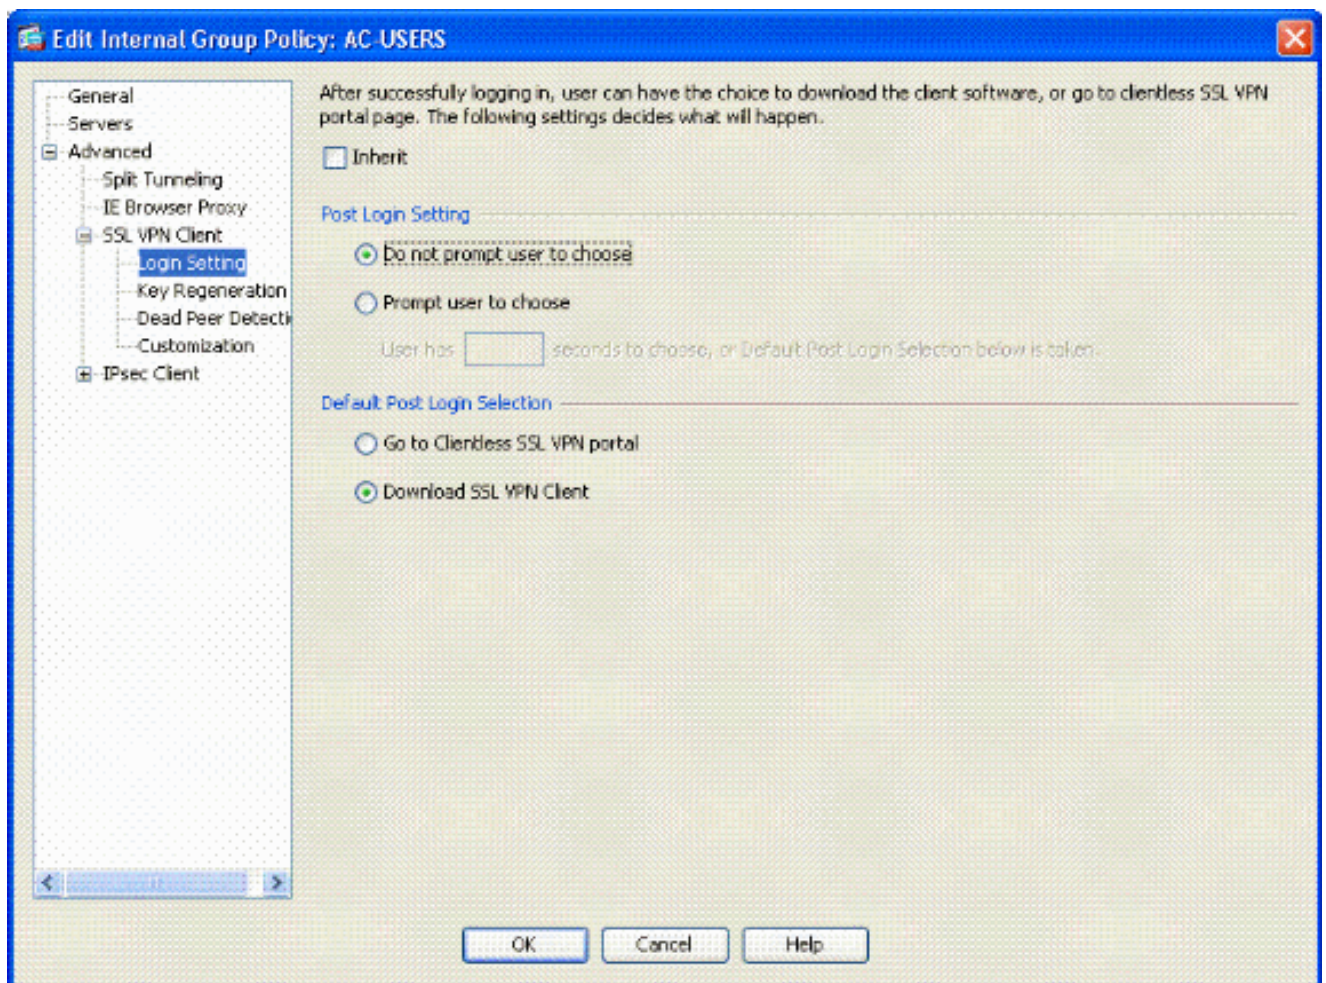 Edit Internal Group Policy: AC-USERS
General
Servers
Advanced
Split Tunneling
IE Browser Proxy
SSL VPN Client
Login Setting
Key Regeneration
Dead Peer Detecti
Customization
IPsec Client
After successfully logging in, user can have the choice to download the client software, or go to clientless SSL VPN
portal page. The following settings decides what will happen.
Inherit
Post Login Setting
Do not prompt user to choose
Prompt user to choose
User has seconds to choose, or Default Post Login Selection below is taken.
Default Post Login Selection
Go to Clientless SSL VPN portal
Download SSL VPN Client
OK Cancel Help